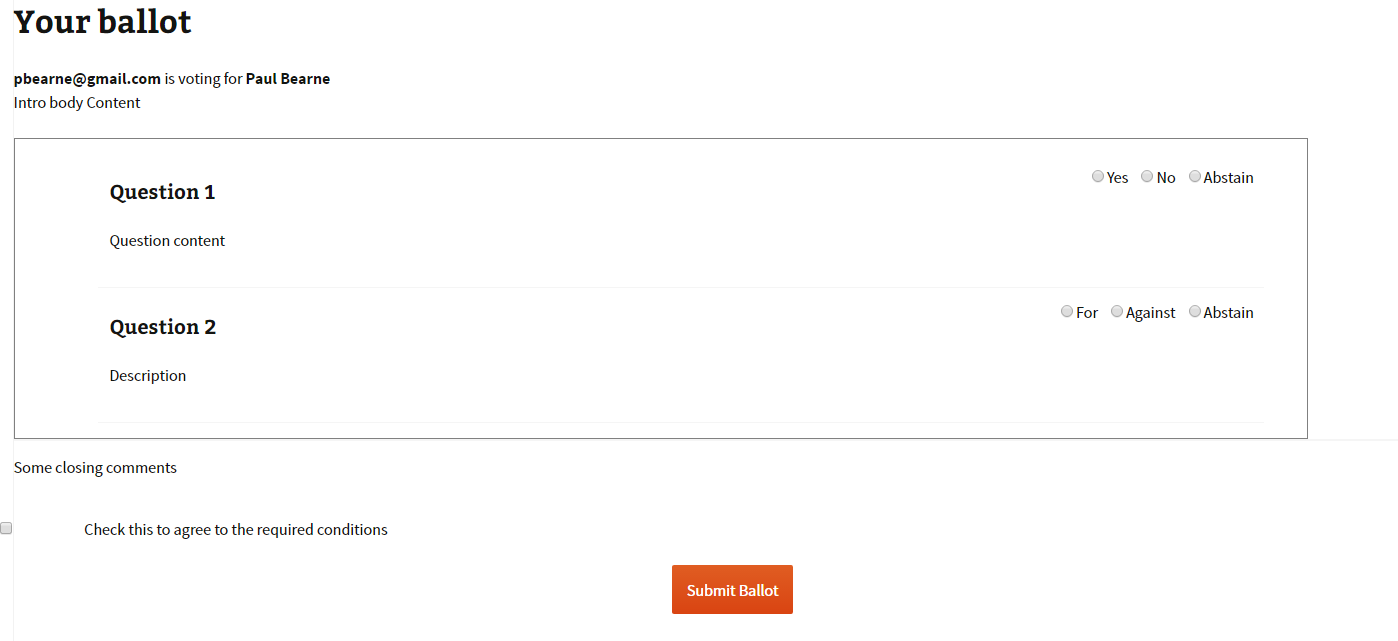 Your ballot
pbearne@gmail.com is voting for Paul Bearne
Intro body Content
Question 1
Yes No Abstain
Question content
Question 2
For Against Abstain
Description
Some closing comments
Check this to agree to the required conditions
Submit Ballot